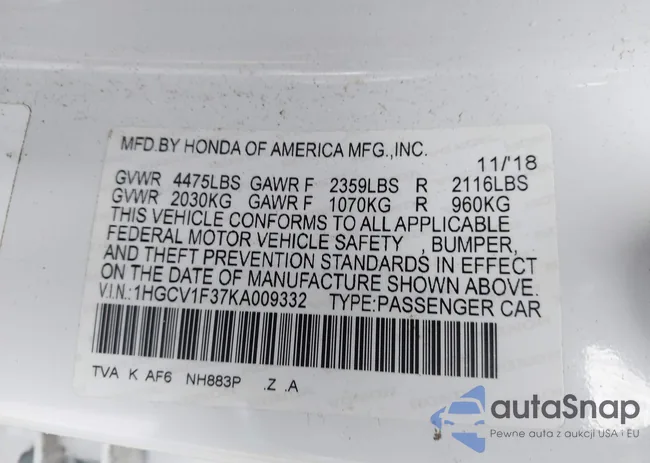 MFD.BY HONDA OF AMERICA MFG.,INC. 11/'18
GVWR 4475LBS GAWR F 2359LBS R 2116LBS
GVWR 2030KG GAWR F 1070KG R 960KG
THIS VEHICLE CONFORMS TO ALL APPLICABLE
FEDERAL MOTOR VEHICLE SAFETY , BUMPER,
AND THEFT PREVENTION STANDARDS IN EFFECT
ON THE DATE OF MANUFACTURE SHOWN ABOVE.
V.I.N.:1HGCV1F37KA009332 TYPE:PASSENGER CAR
TVA K AF6 NH883P .Z .A
autaSnap
Pewne auta z aukcji USA i EU